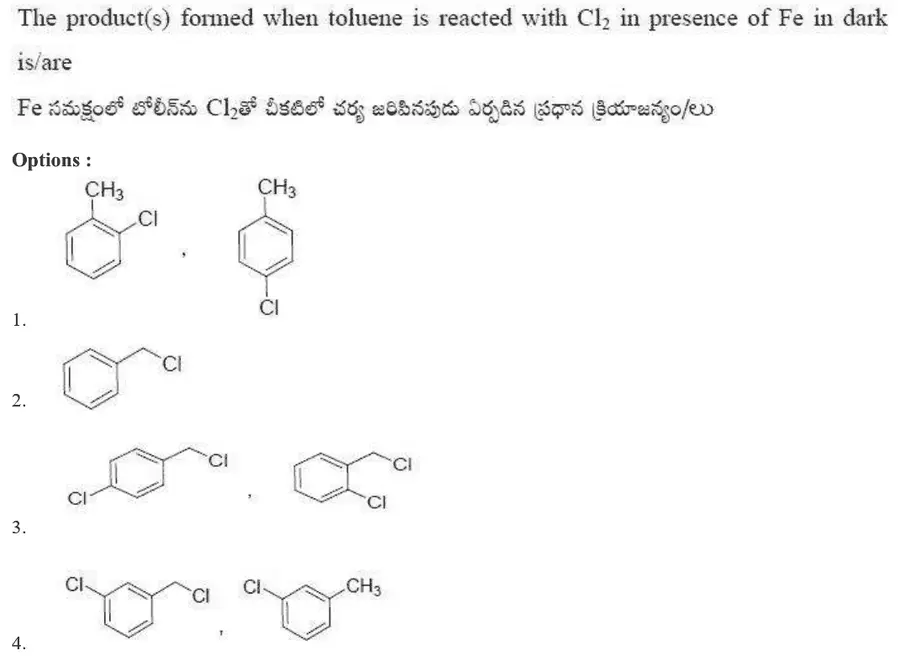 The product(s) formed when toluene is reacted with Cl₂ in presence of Fe in dark
is/are
Fe సమక్షంలో టోలీన్‌ను Cl₂తో చీకటిలో చర్య జరిపినపుడు ఏర్పడిన ప్రధాన క్రియాజన్యం/లు
Options :
CH₃
Cl
,
CH₃
Cl
1.
Cl
2.
Cl
Cl
,
Cl
Cl
3.
Cl
Cl
,
Cl
CH₃
4.